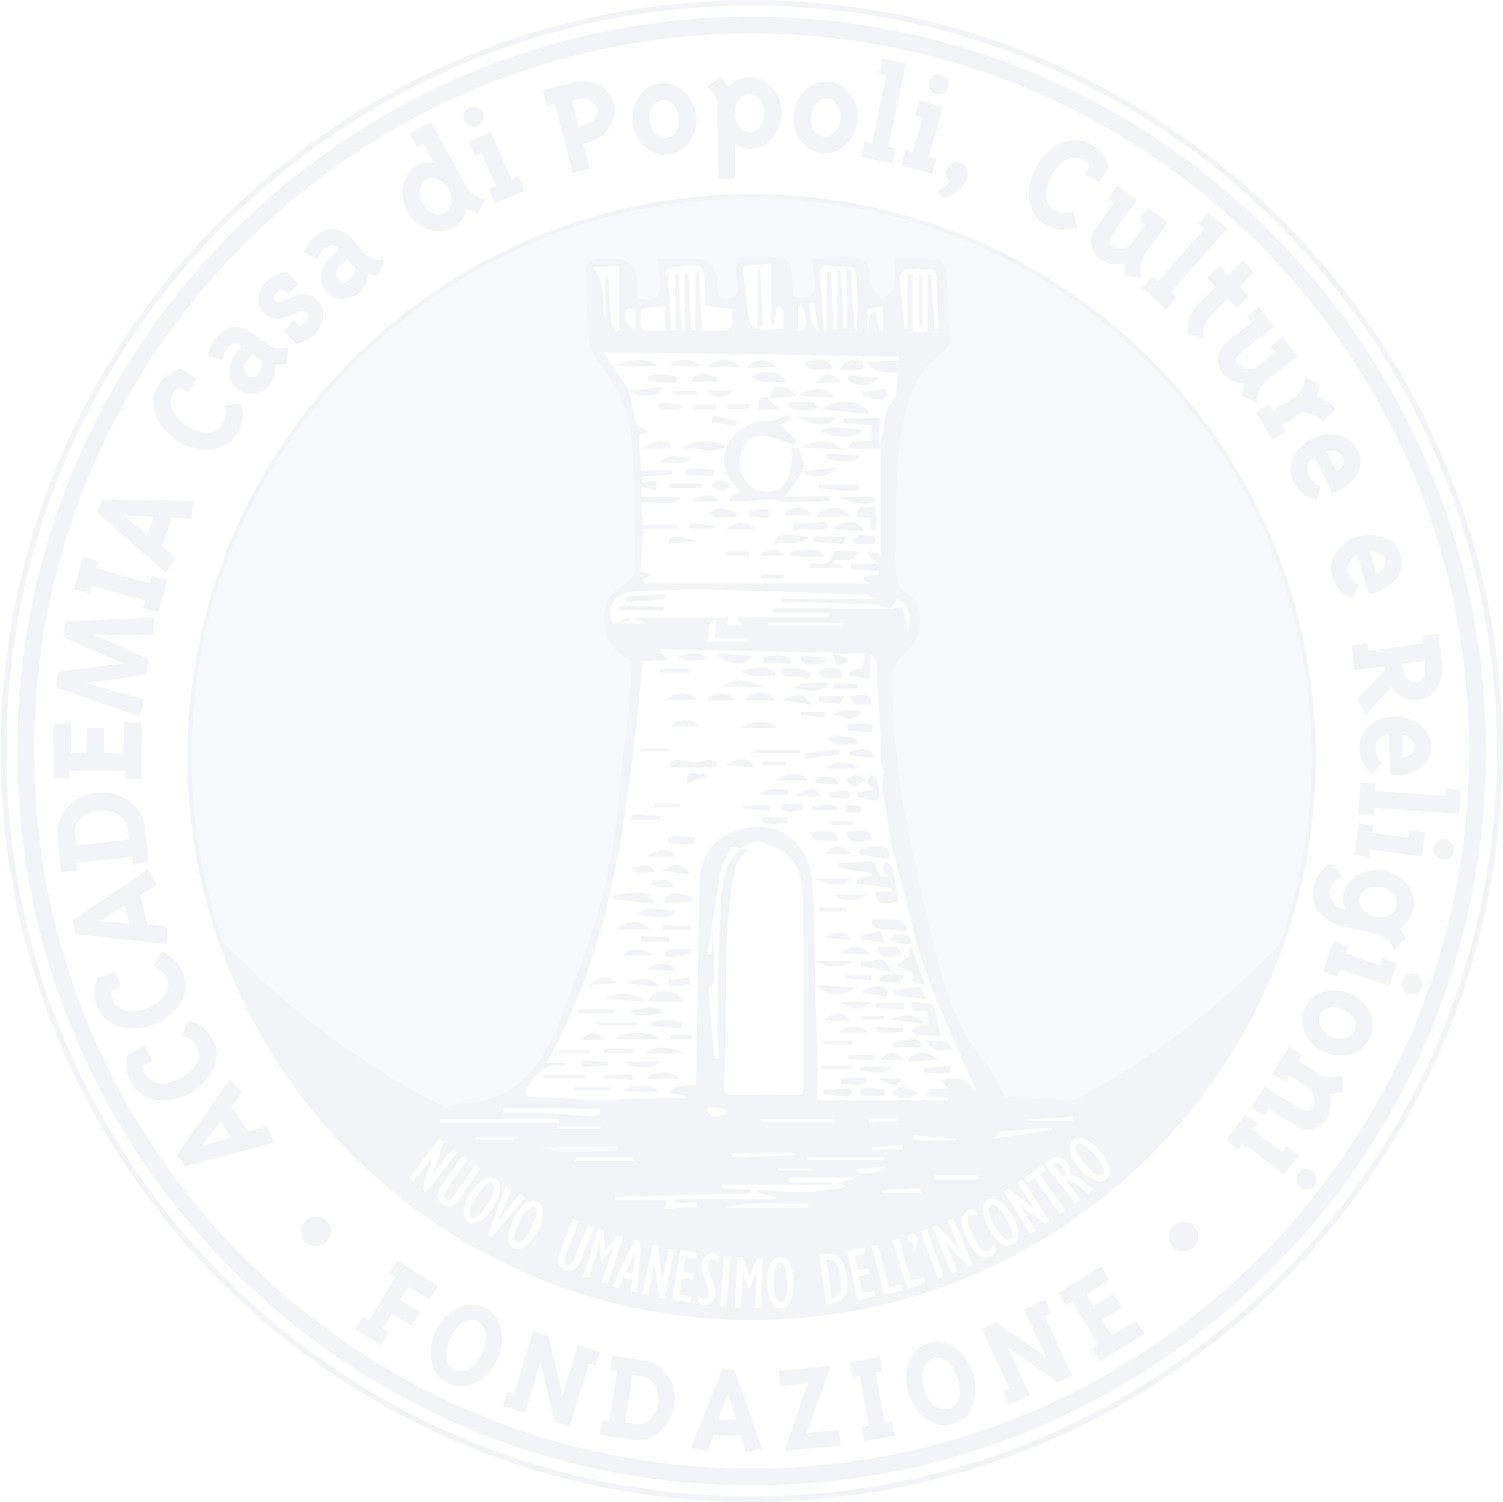 ACCADEMIA Casa di Popoli, Culture e Religioni
• FONDAZIONE •
NUOVO UMANESIMO DELL'INCONTRO